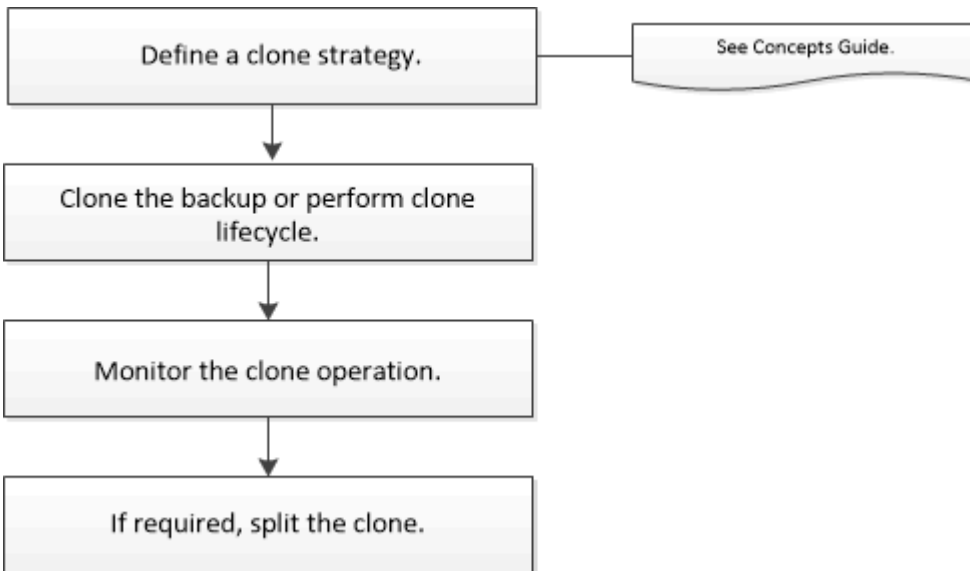 Define a clone strategy.
See Concepts Guide.
Clone the backup or perform clone
lifecycle.
Monitor the clone operation.
If required, split the clone.